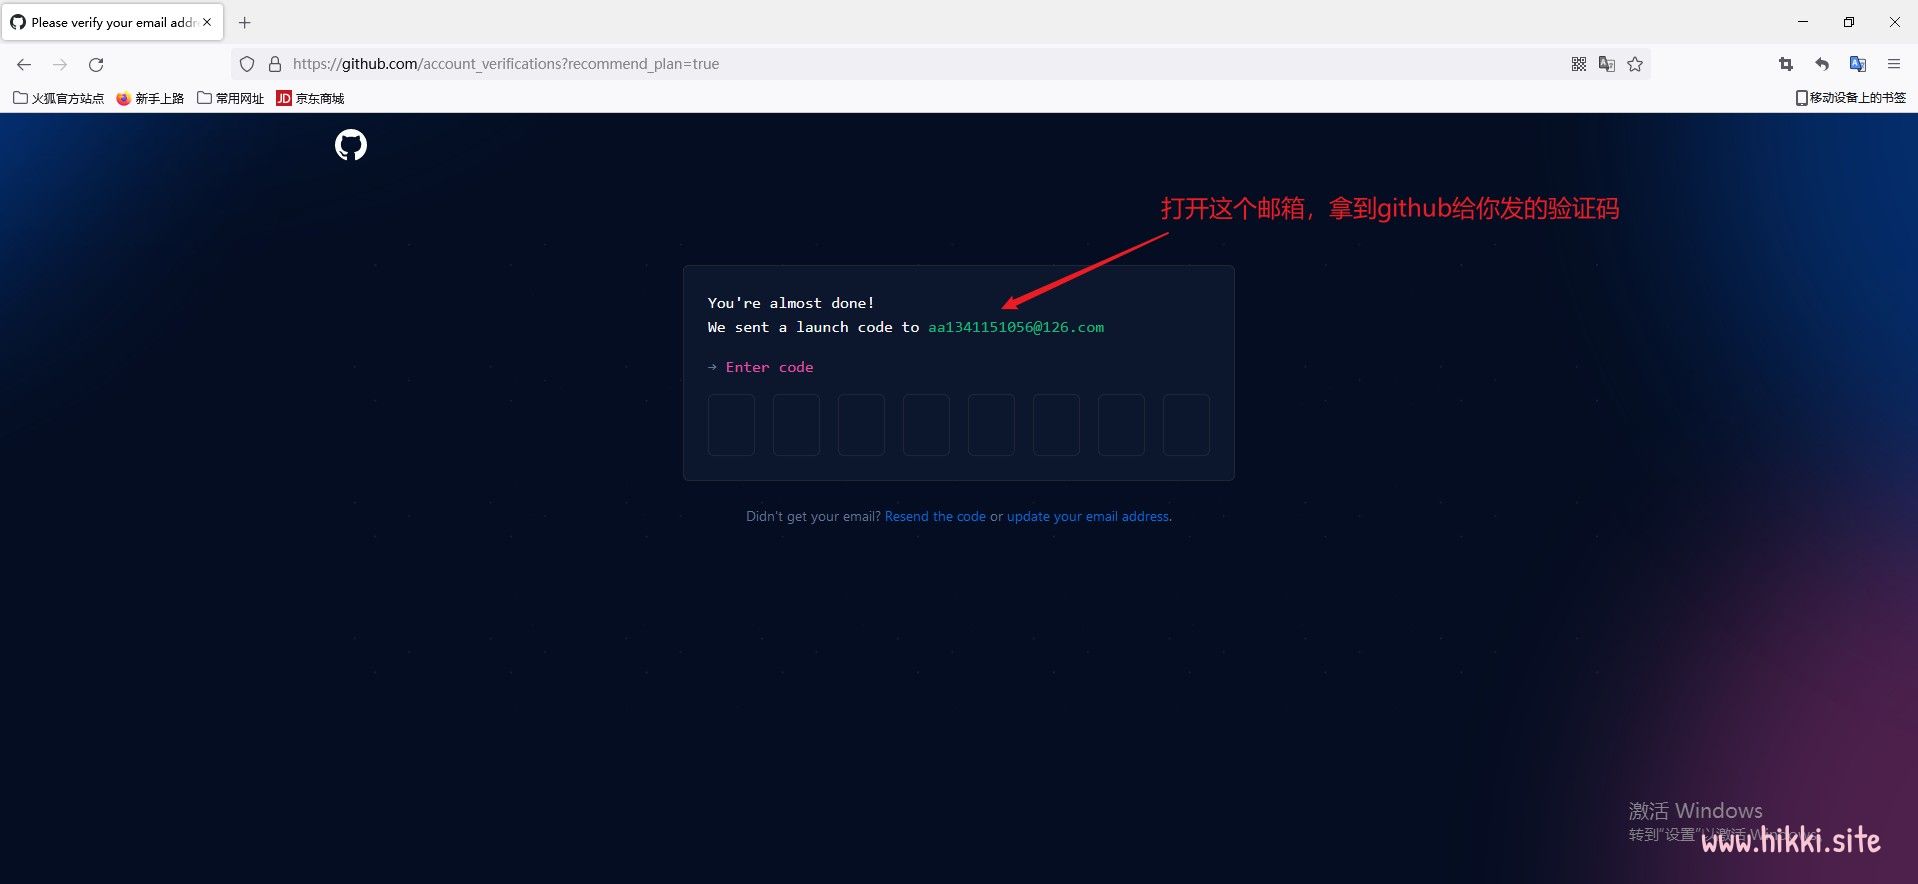 Please verify your email addr
https://github.com/account_verifications?recommend_plan=true
火狐官方站点 新手上路 常用网址 JD 京东商城 移动设备上的书签
打开这个邮箱，拿到github给你发的验证码
You're almost done!
We sent a launch code to aa1341151056@126.com
→ Enter code
Didn't get your email? Resend the code or update your email address.
激活 Windows
转到"设置"以激活 Windows。
www.hikki.site